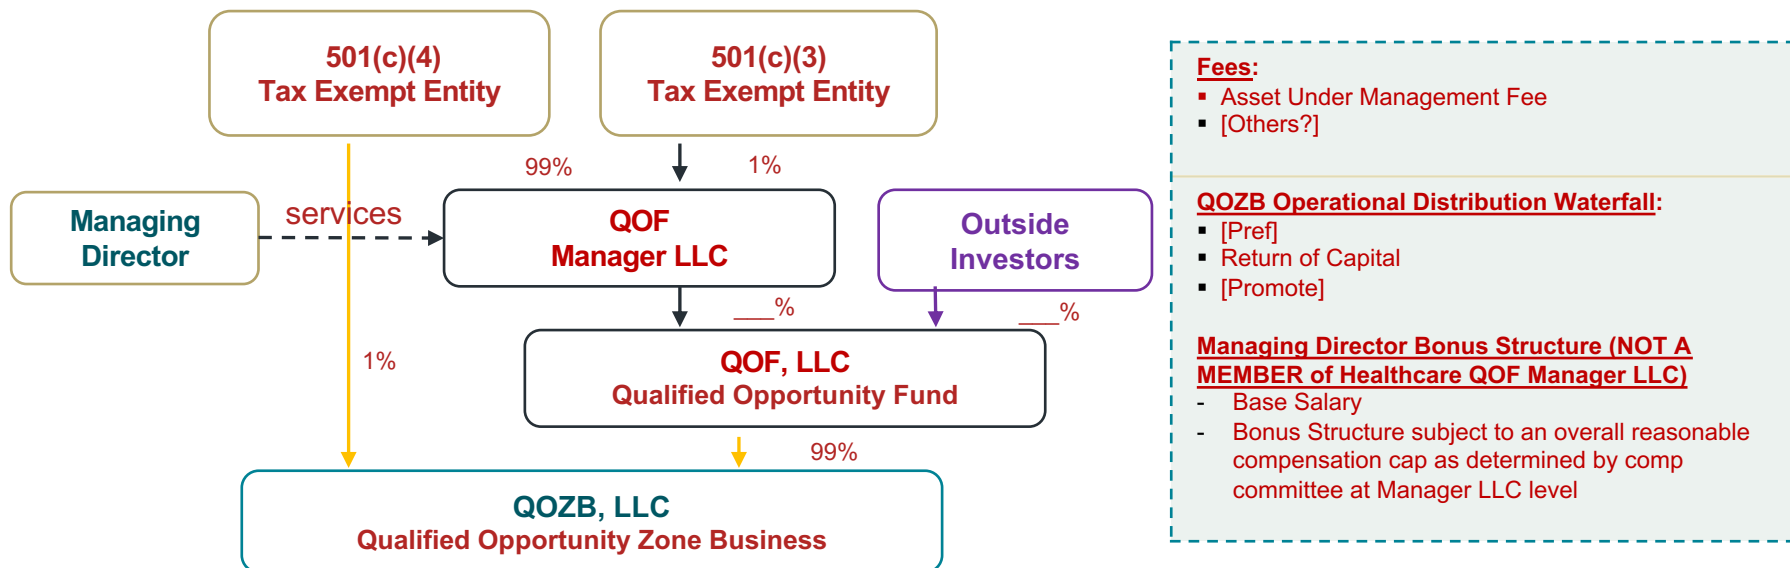 501(c)(4)
Tax Exempt Entity
501(c)(3)
Tax Exempt Entity
99%
1%
Managing
Director
services
QOF
Manager LLC
Outside
Investors
___%
___%
1%
QOF, LLC
Qualified Opportunity Fund
99%
QOZB, LLC
Qualified Opportunity Zone Business
Fees:
▪ Asset Under Management Fee
▪ [Others?]
QOZB Operational Distribution Waterfall:
▪ [Pref]
▪ Return of Capital
▪ [Promote]
Managing Director Bonus Structure (NOT A
MEMBER of Healthcare QOF Manager LLC)
- Base Salary
- Bonus Structure subject to an overall reasonable
compensation cap as determined by comp
committee at Manager LLC level